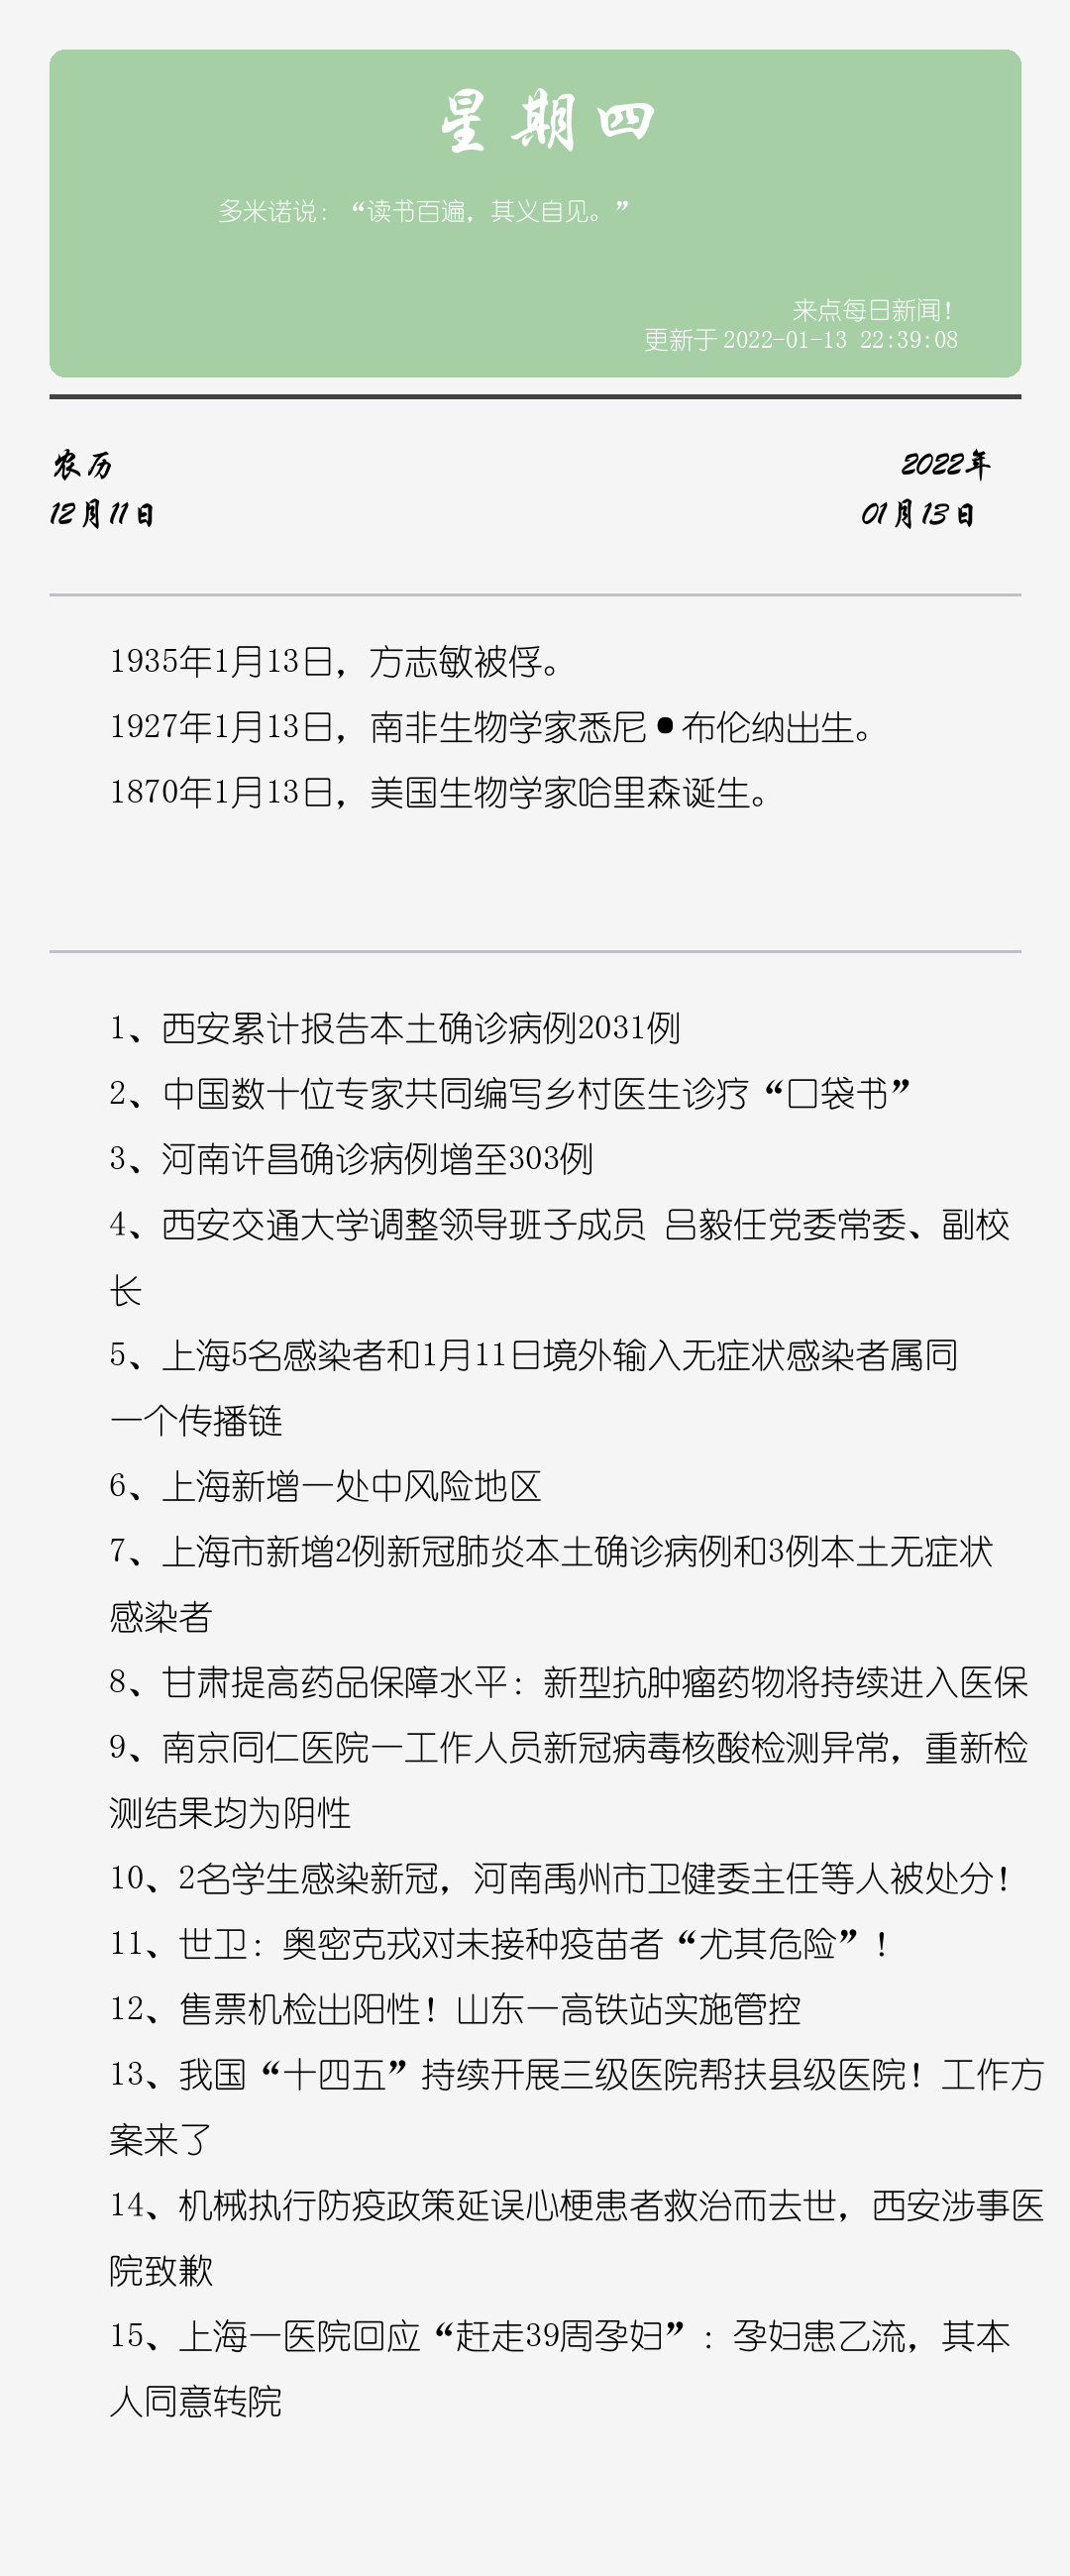 星期四
多米诺说：“读书百遍，其义自见。”
来点每日新闻！
更新于 2022-01-13 22:39:08
农历
2022年
12月11日
01月13日
1935年1月13日，方志敏被俘。
1927年1月13日，南非生物学家悉尼•布伦纳出生。
1870年1月13日，美国生物学家哈里森诞生。
1、西安累计报告本土确诊病例2031例
2、中国数十位专家共同编写乡村医生诊疗“口袋书”
3、河南许昌确诊病例增至303例
4、西安交通大学调整领导班子成员 吕毅任党委常委、副校
长
5、上海5名感染者和1月11日境外输入无症状感染者属同
一个传播链
6、上海新增一处中风险地区
7、上海市新增2例新冠肺炎本土确诊病例和3例本土无症状
感染者
8、甘肃提高药品保障水平：新型抗肿瘤药物将持续进入医保
9、南京同仁医院一工作人员新冠病毒核酸检测异常，重新检
测结果均为阴性
10、2名学生感染新冠，河南禹州市卫健委主任等人被处分！
11、世卫：奥密克戎对未接种疫苗者“尤其危险”！
12、售票机检出阳性！山东一高铁站实施管控
13、我国“十四五”持续开展三级医院帮扶县级医院！工作方
案来了
14、机械执行防疫政策延误心梗患者救治而去世，西安涉事医
院致歉
15、上海一医院回应“赶走39周孕妇”：孕妇患乙流，其本
人同意转院